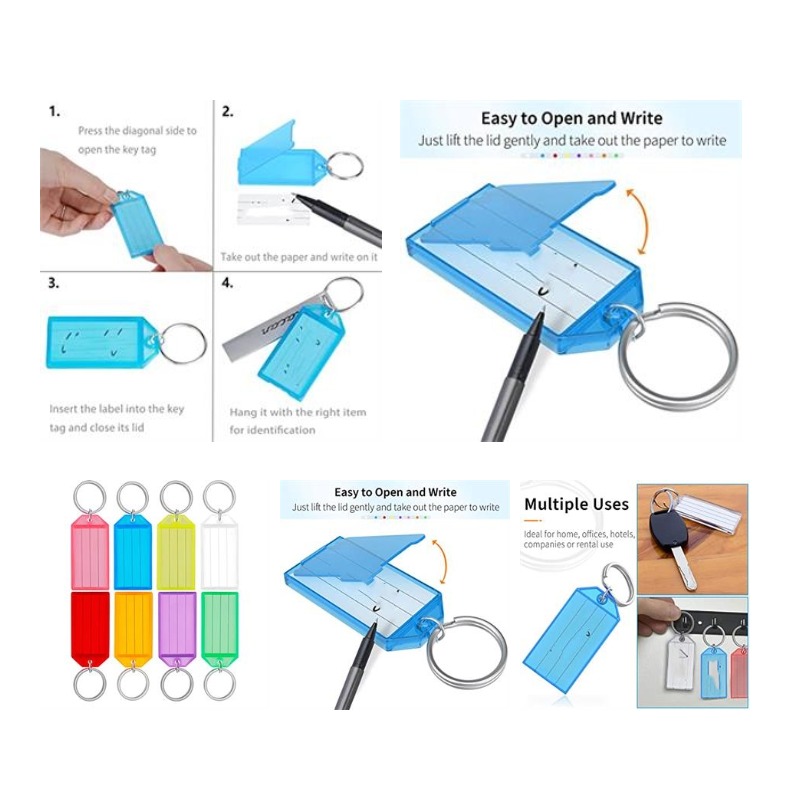 1.
Press the diagonal side to
open the key tag
2.
Take out the paper and write on it
3.
Insert the label into the key
tag and close its lid
4.
Hang it with the right item
for identification
Easy to Open and Write
Just lift the lid gently and take out the paper to write
Easy to Open and Write
Just lift the lid gently and take out the paper to write
Multiple Uses
Ideal for home, offices, hotels,
companies or rental use